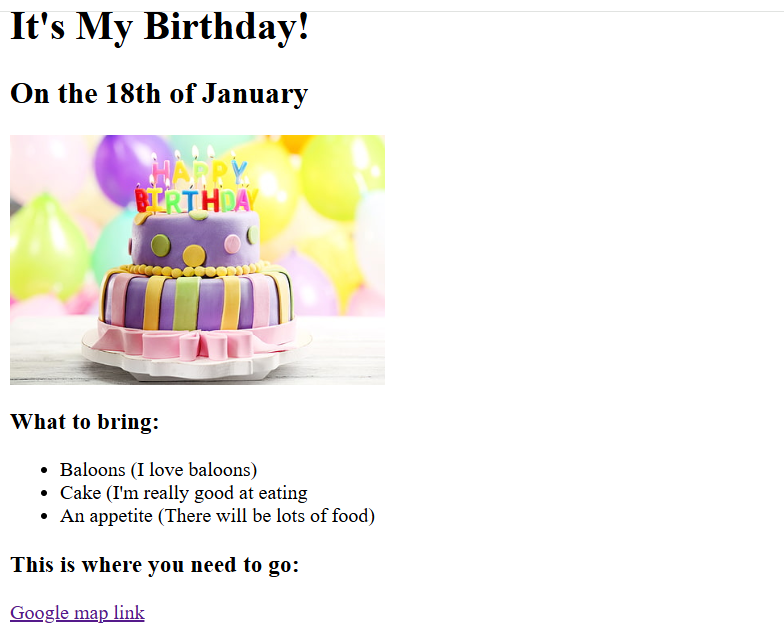 It's My Birthday!
On the 18th of January
HAPPY
BIRTHDAY
What to bring:
Baloons (I love baloons)
Cake (I'm really good at eating
An appetite (There will be lots of food)
This is where you need to go:
Google map link